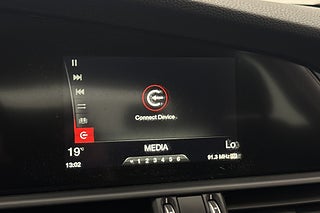 Connect Device.
19°
MEDIA
Lo
13:02
1 2 3 4 5 6
91.3 MHz